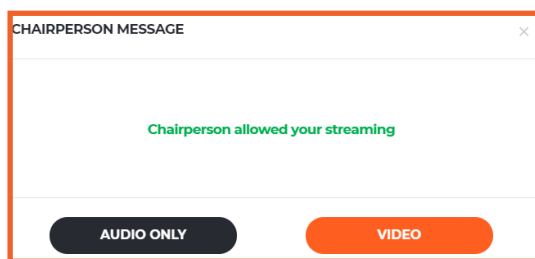 CHAIRPERSON MESSAGE
Chairperson allowed your streaming
AUDIO ONLY
VIDEO